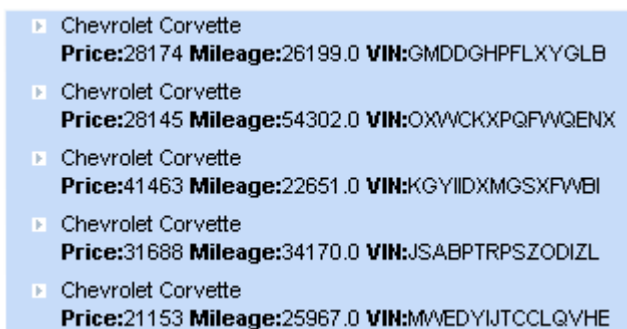 Chevrolet Corvette
Price:28174 Mileage:26199.0 VIN:GMDDGHPFLXYGLB
Chevrolet Corvette
Price:28145 Mileage:54302.0 VIN:OXWCKXPQFWQENX
Chevrolet Corvette
Price:41463 Mileage:22651.0 VIN:KGYIIDXMGSXFWBI
Chevrolet Corvette
Price:31688 Mileage:34170.0 VIN:JSABPTRPSZODIZL
Chevrolet Corvette
Price:21153 Mileage:25967.0 VIN:MWEDYIJTCCLQVHE